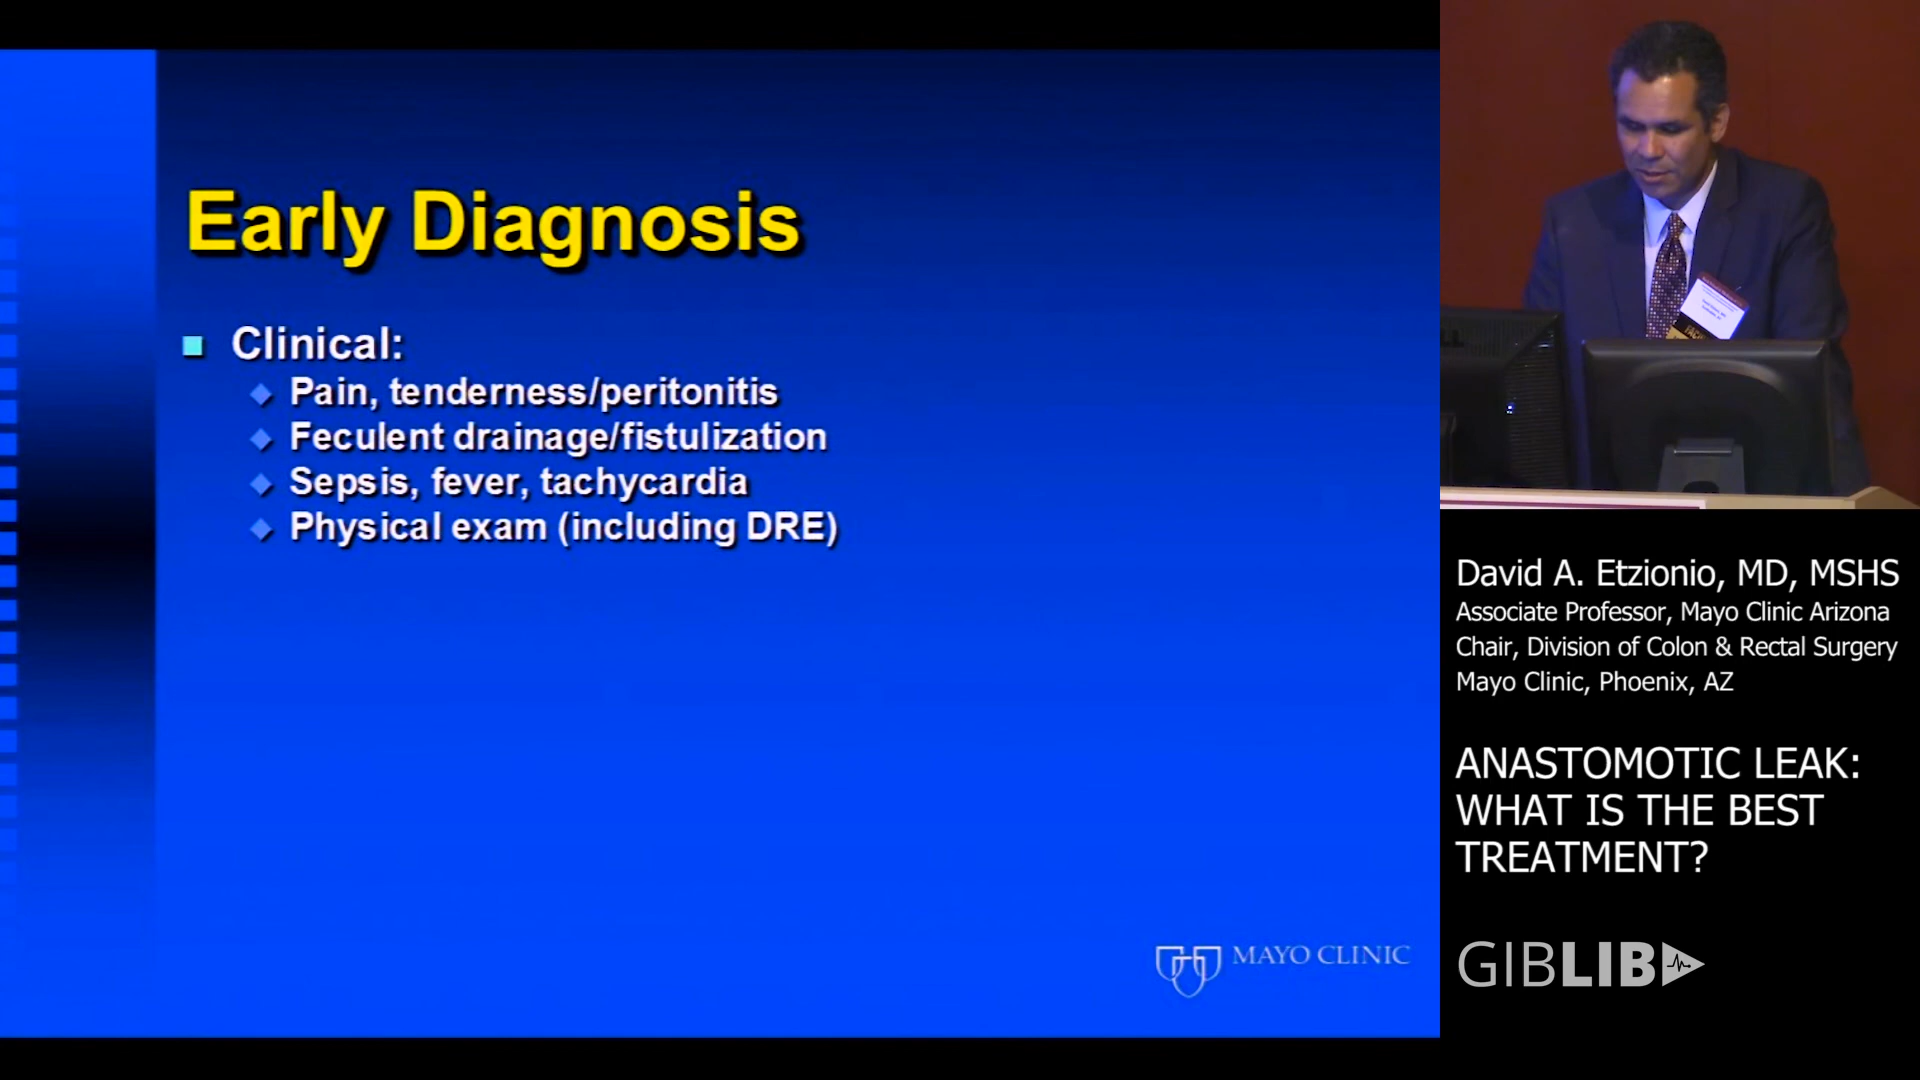 Early Diagnosis
Clinical:
Pain, tenderness/peritonitis
Feculent drainage/fistulization
Sepsis, fever, tachycardia
Physical exam (including DRE)
MAYO CLINIC
David A. Etzionio, MD, MSHS
Associate Professor, Mayo Clinic Arizona
Chair, Division of Colon & Rectal Surgery
Mayo Clinic, Phoenix, AZ
ANASTOMOTIC LEAK:
WHAT IS THE BEST
TREATMENT?
GIBLIB